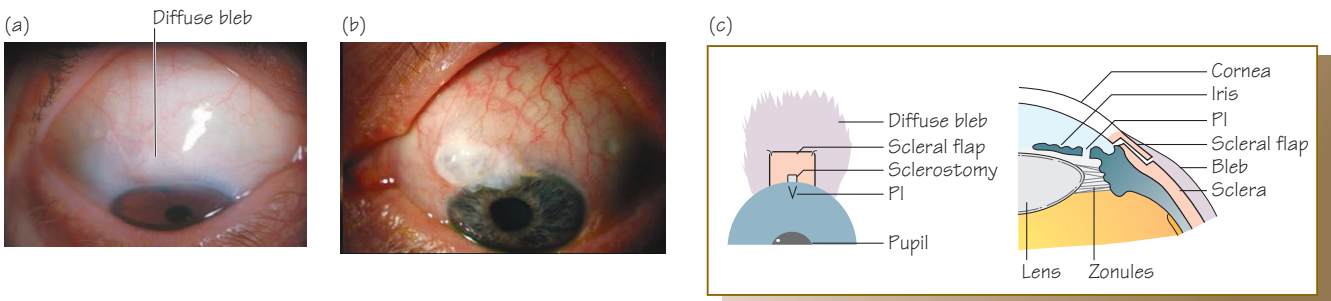 (a)
Diffuse bleb
(b)
(c)
Diffuse bleb
Scleral flap
Sclerostomy
PI
Pupil
Cornea
Iris
PI
Scleral flap
Bleb
Sclera
Lens
Zonules